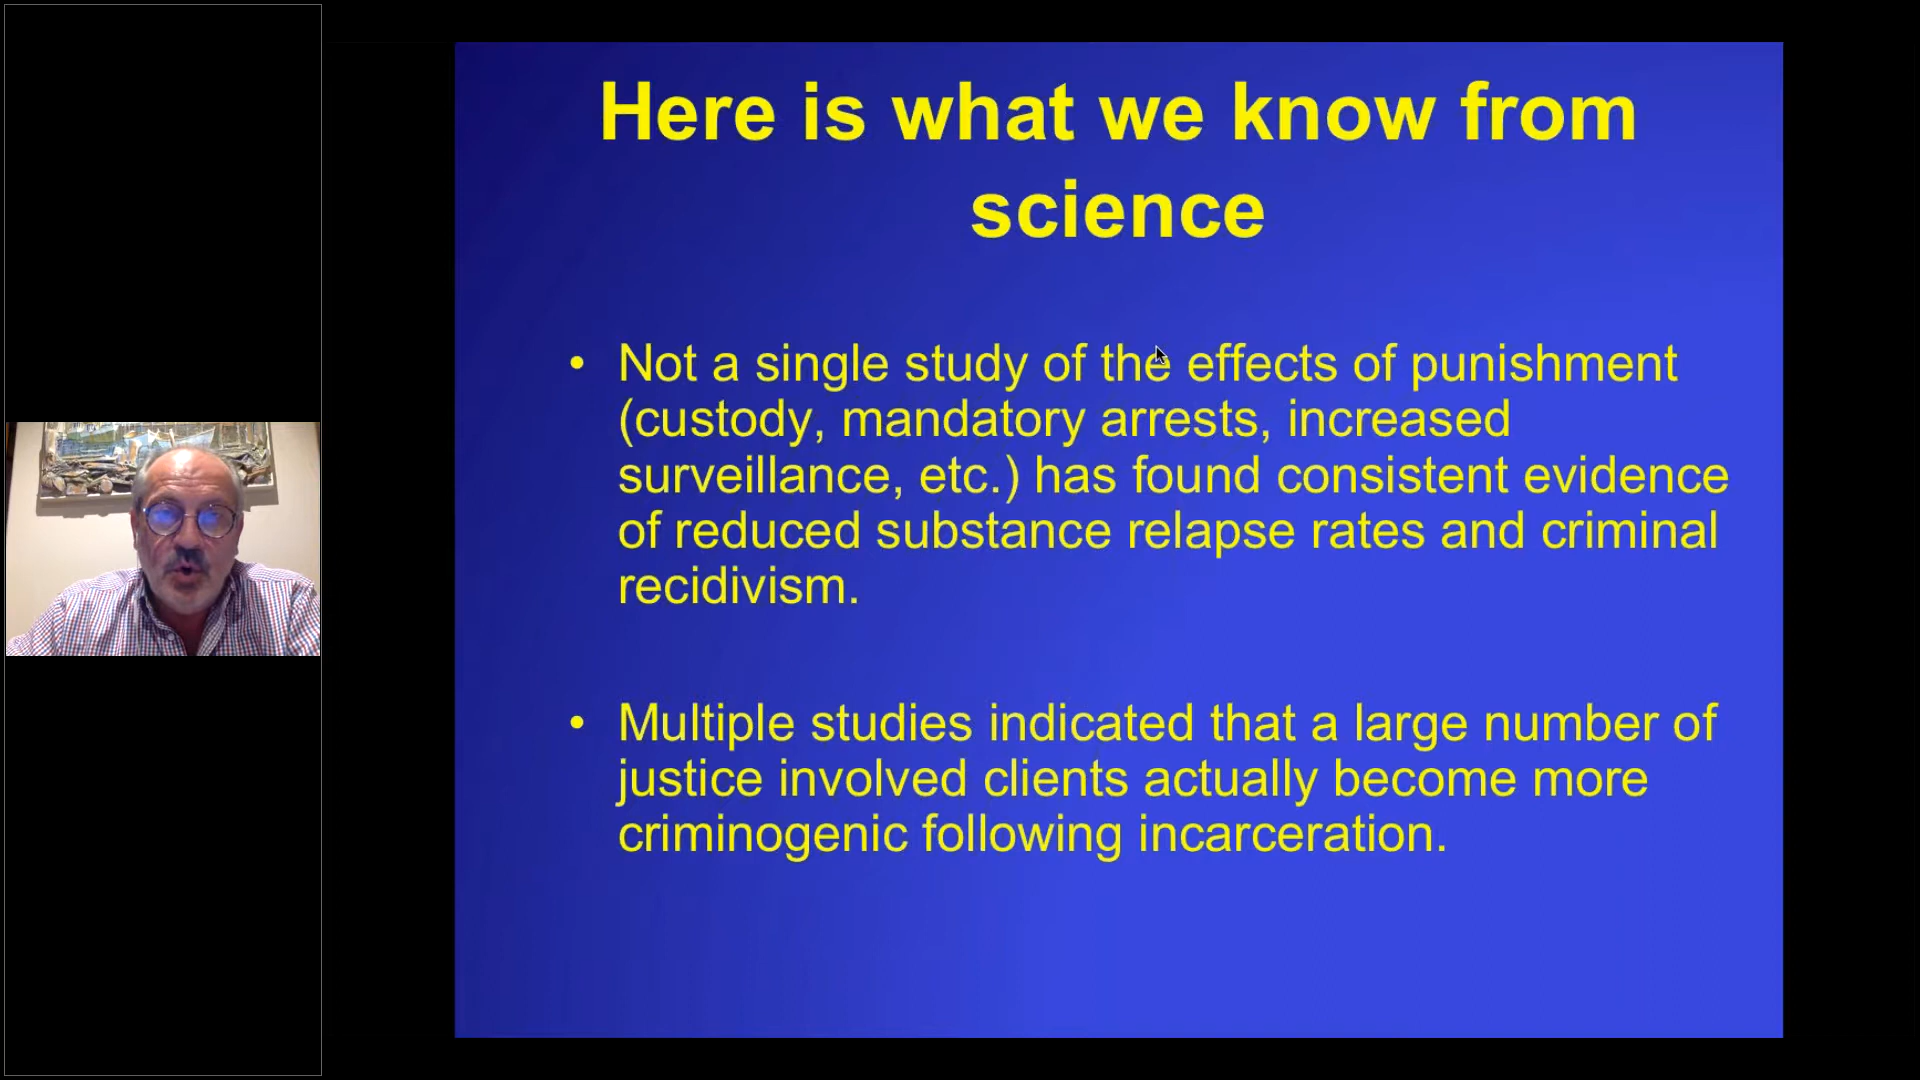 Here is what we know from
science
• Not a single study of the effects of punishment
(custody, mandatory arrests, increased
surveillance, etc.) has found consistent evidence
of reduced substance relapse rates and criminal
recidivism.
• Multiple studies indicated that a large number of
justice involved clients actually become more
criminogenic following incarceration.